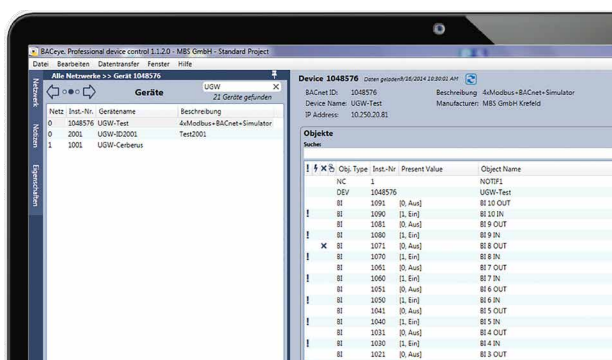 BACeye. Professional device control 1.1.2.0 - MBS GmbH - Standard Project
Datei Bearbeiten Datentransfer Fenster Hilfe
Netzwerk
Notizen
Eigenschaften
Alle Netzwerke >> Gerät 1048576
Geräte
UGW X
21 Geräte gefunden
Netz Inst.-Nr. Gerätename Beschreibung
0 1048576 UGW-Test 4xModbus+BACnet+Simulator
0 2001 UGW-ID2001 Test2001
1 1001 UGW-Cerberus
Device 1048576 Daten geladen 8/16/2014 10:30:01 AM
BACnet ID: 1048576 Beschreibung 4xModbus+BACnet+Simulator
Device Name: UGW-Test Manufacturer: MBS GmbH Krefeld
IP Address: 10.250.20.81
Objekte
Suche:
Obj. Type Inst.-Nr Present Value Object Name
NC 1 NOTIF1
DEV 1048576 UGW-Test
BI 1091 [0, Aus] BI 10 OUT
! BI 1090 [1, Ein] BI 10 IN
BI 1081 [0, Aus] BI 9 OUT
! BI 1080 [1, Ein] BI 9 IN
X BI 1071 [0, Aus] BI 8 OUT
! BI 1070 [1, Ein] BI 8 IN
BI 1061 [0, Aus] BI 7 OUT
! BI 1060 [1, Ein] BI 7 IN
BI 1051 [0, Aus] BI 6 OUT
! BI 1050 [1, Ein] BI 6 IN
BI 1041 [0, Aus] BI 5 OUT
! BI 1040 [1, Ein] BI 5 IN
BI 1031 [0, Aus] BI 4 OUT
! BI 1030 [1, Ein] BI 4 IN
BI 1021 [0, Aus] BI 3 OUT